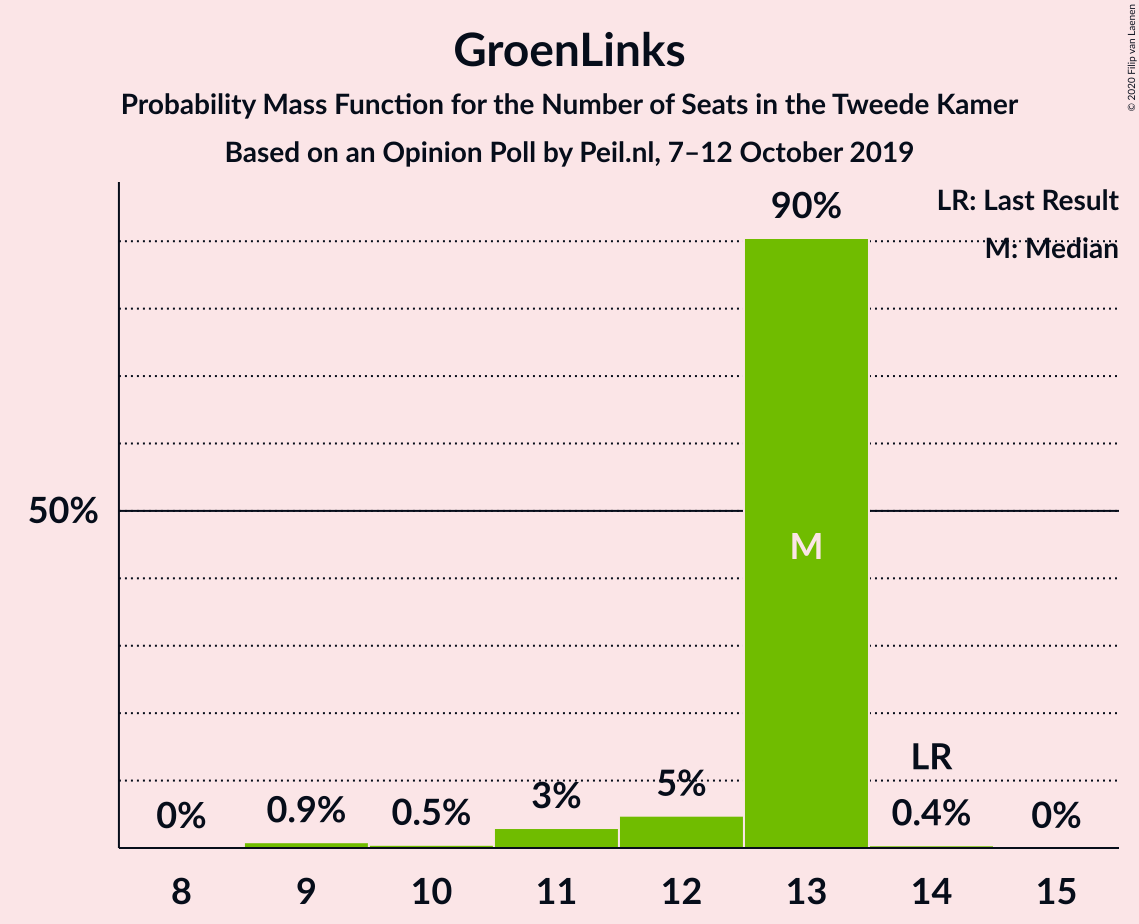 GroenLinks
Probability Mass Function for the Number of Seats in the Tweede Kamer
Based on an Opinion Poll by Peil.nl, 7–12 October 2019
© 2020 Filip van Laenen
LR: Last Result
M: Median
90%
50%
M
LR
0%
0.9%
0.5%
3%
5%
0.4%
0%
8 9 10 11 12 13 14 15